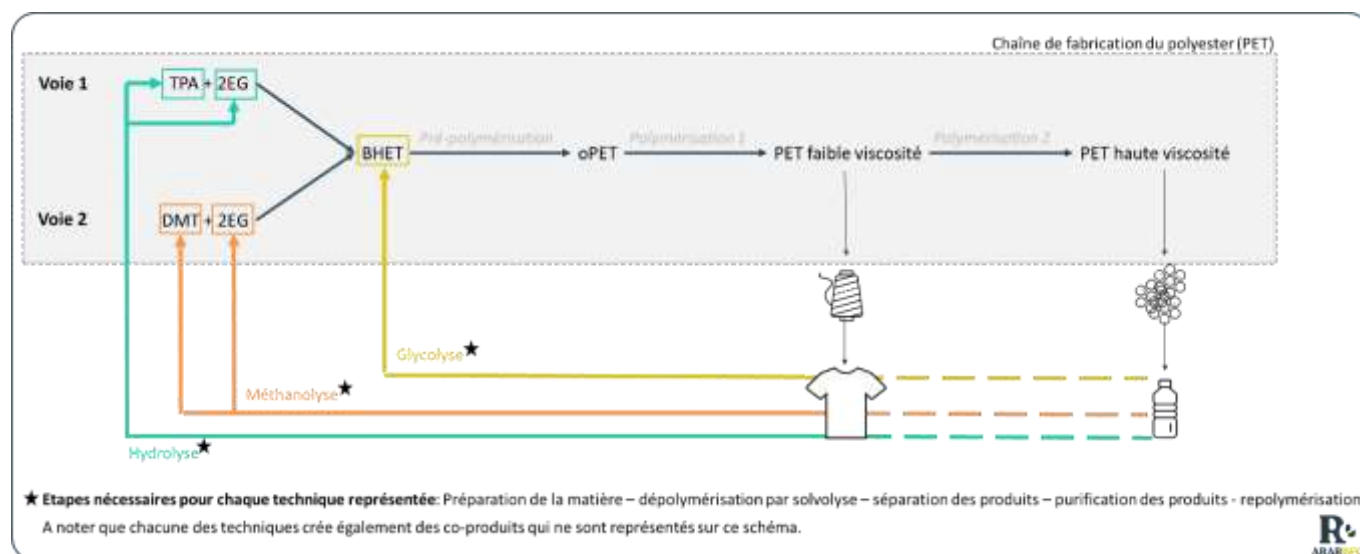 Chaîne de fabrication du polyester (PET)
Voie 1
TPA + 2EG
BHET
Pré-polymérisation
oPET
Polymérisation 1
PET faible viscosité
Polymérisation 2
PET haute viscosité
Voie 2
DMT + 2EG
Glycolyse★
Méthanolyse★
Hydrolyse★
★ Etapes nécessaires pour chaque technique représentée: Préparation de la matière – dépolymérisation par solvolyse – séparation des produits – purification des produits - repolymérisation
A noter que chacune des techniques crée également des co-produits qui ne sont représentés sur ce schéma.
R